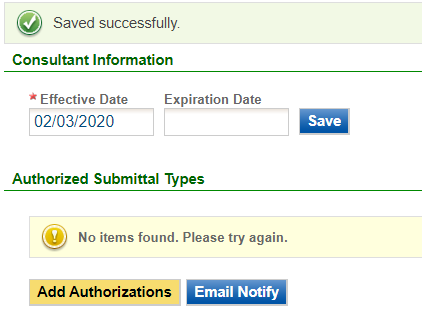 Saved successfully.
Consultant Information
* Effective Date Expiration Date
02/03/2020 Save
Authorized Submittal Types
No items found. Please try again.
Add Authorizations Email Notify